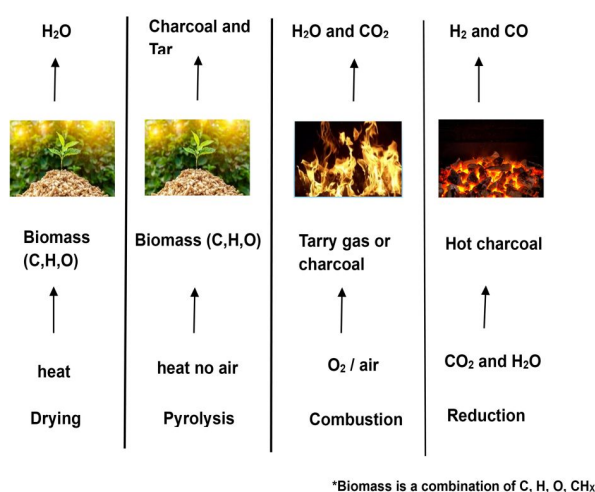 H₂O
Charcoal and
Tar
H₂O and CO₂
H₂ and CO
Biomass
(C,H,O)
Biomass (C,H,O)
Tarry gas or
charcoal
Hot charcoal
heat
heat no air
O₂ / air
CO₂ and H₂O
Drying
Pyrolysis
Combustion
Reduction
*Biomass is a combination of C, H, O, CHₓ